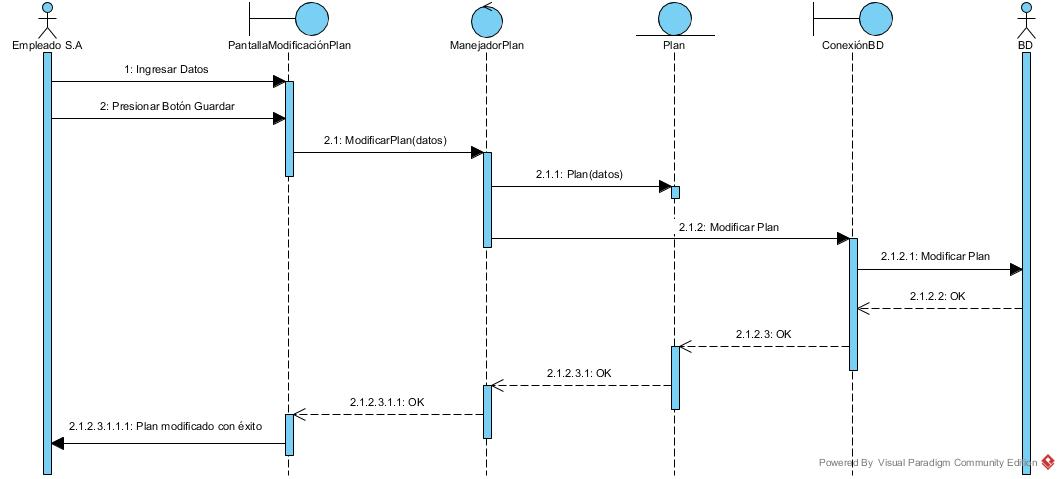 Empleado S.A
PantallaModificaciónPlan
ManejadorPlan
Plan
ConexiónBD
BD
1: Ingresar Datos
2: Presionar Botón Guardar
2.1: ModificarPlan(datos)
2.1.1: Plan(datos)
2.1.2: Modificar Plan
2.1.2.1: Modificar Plan
2.1.2.2: OK
2.1.2.3: OK
2.1.2.3.1: OK
2.1.2.3.1.1: OK
2.1.2.3.1.1.1: Plan modificado con éxito
Powered By Visual Paradigm Community Edition